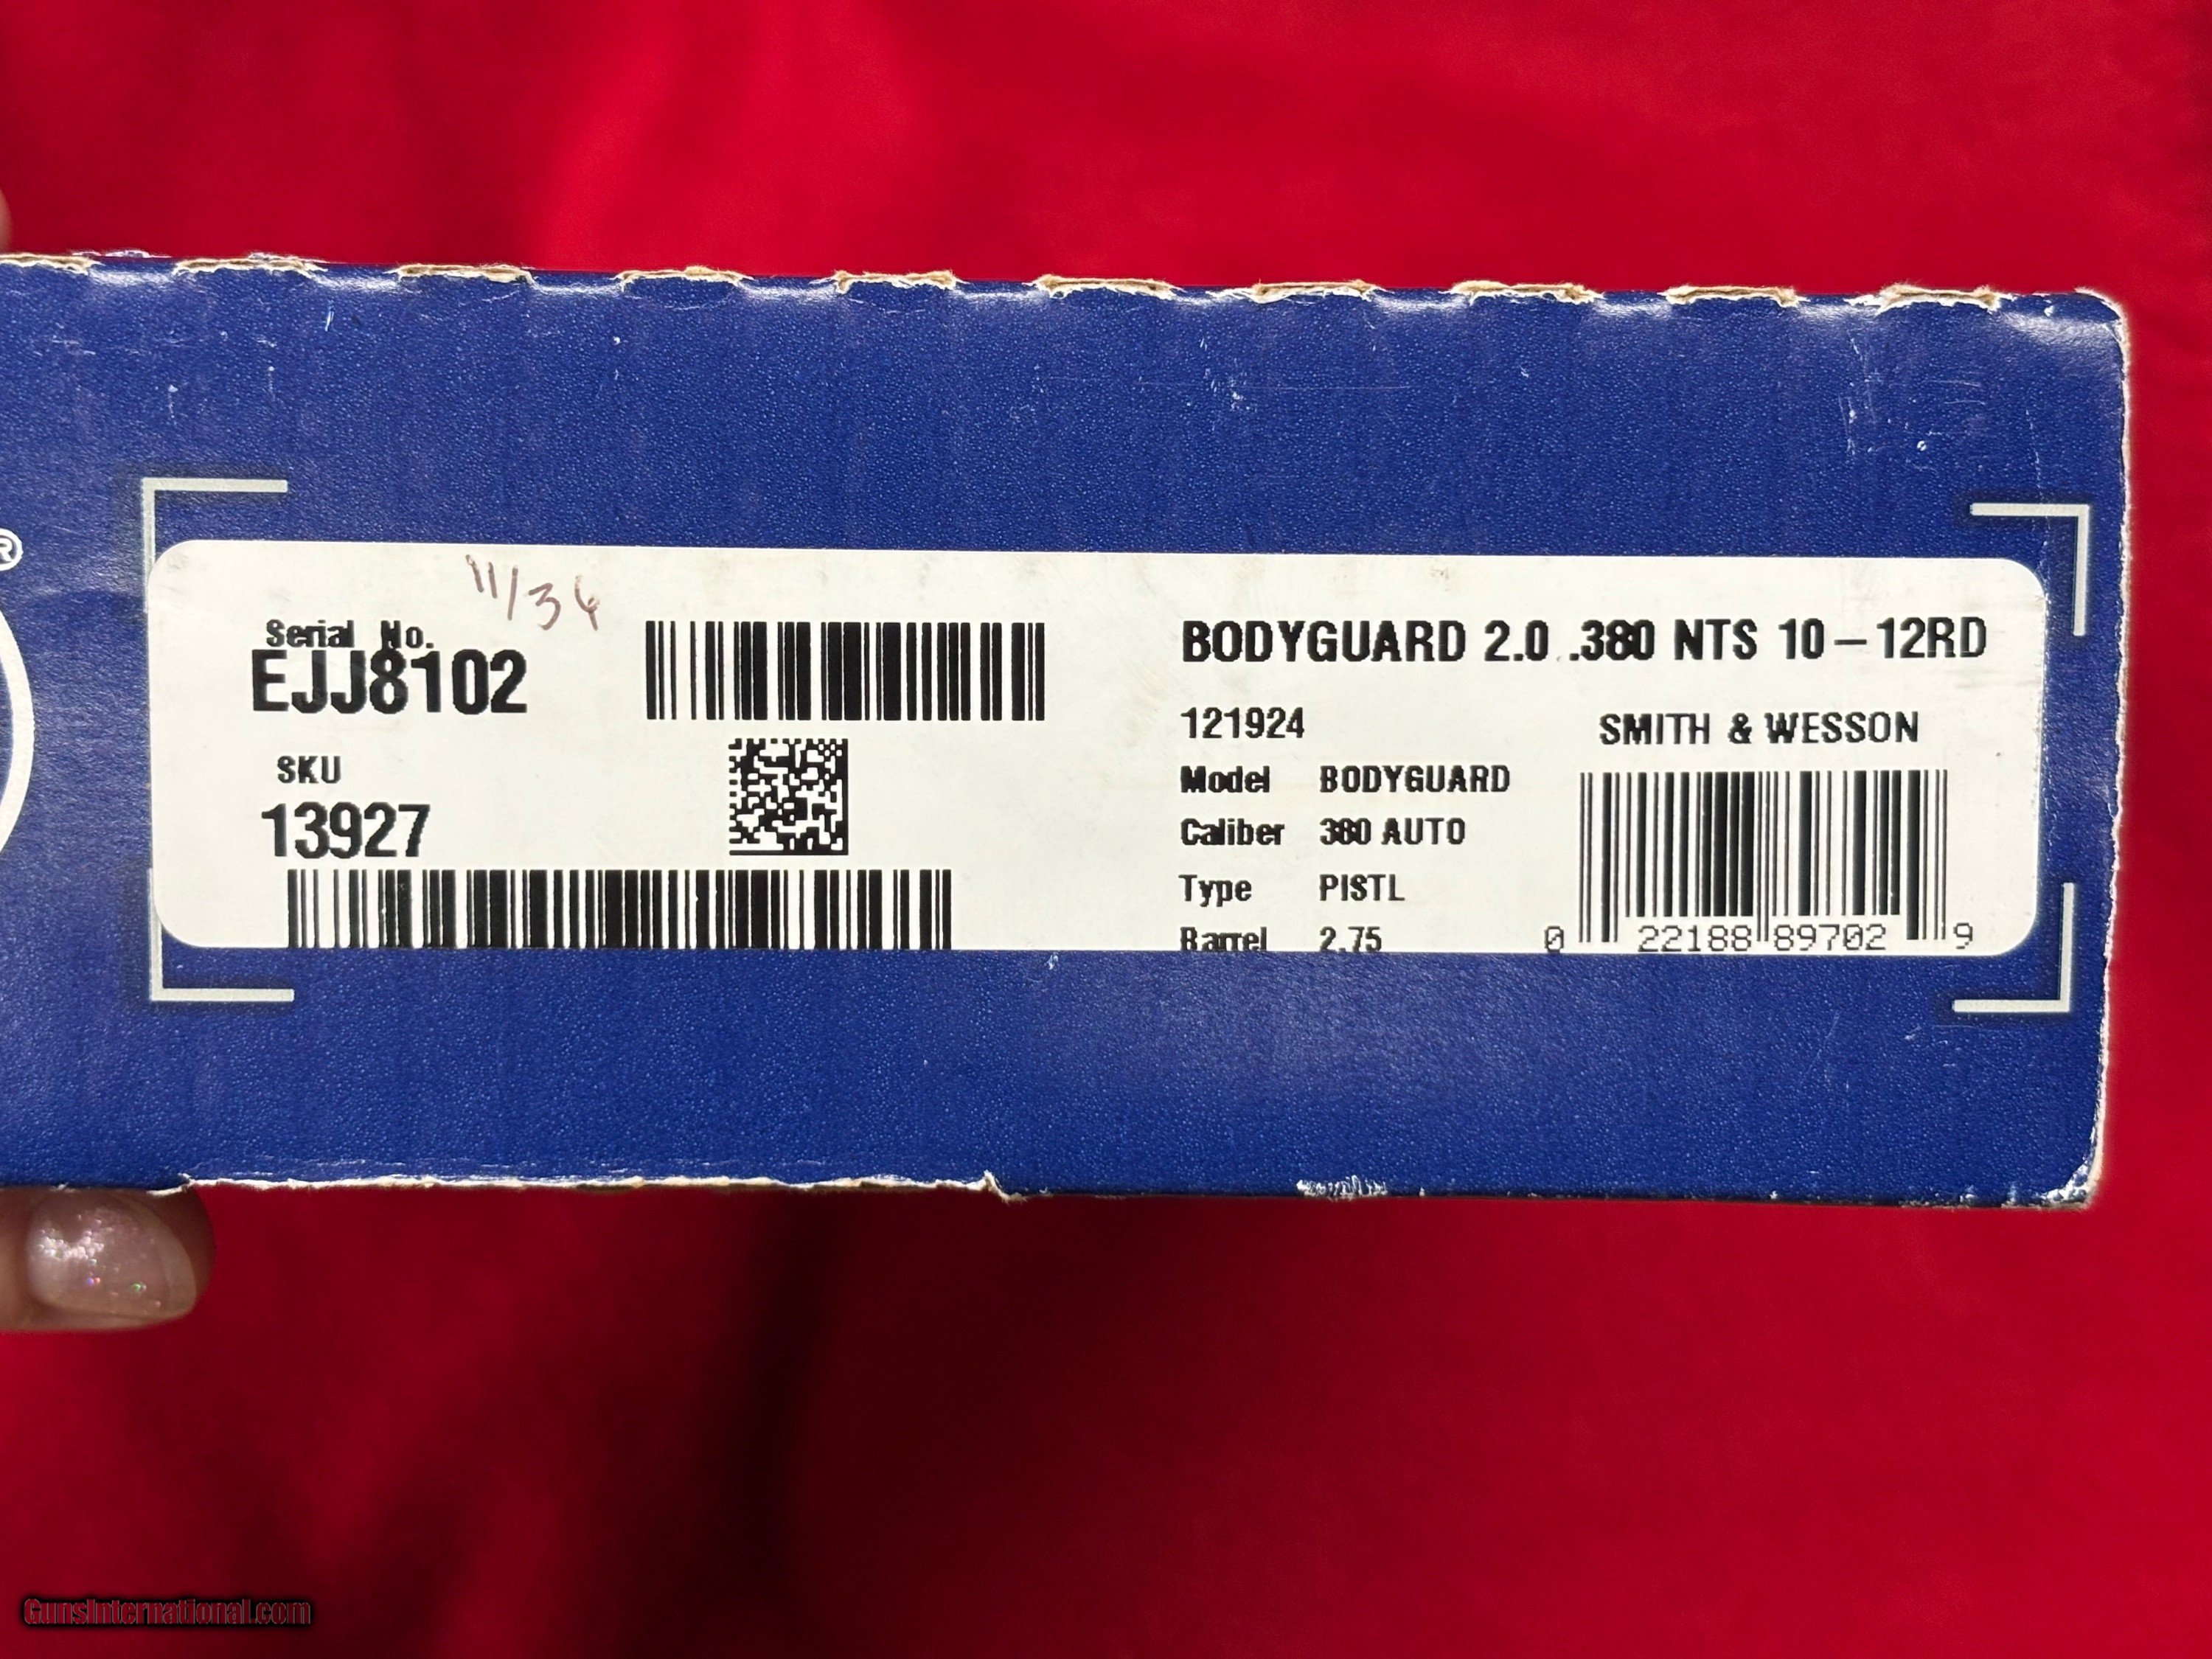 ®
11/36
Serial No.
EJJ8102
SKU
13927
BODYGUARD 2.0 .380 NTS 10-12RD
121924 SMITH & WESSON
Model BODYGUARD
Caliber 380 AUTO
Type PISTL
Barrel 2.75
0 22188 89702 9
GunsInternational.com